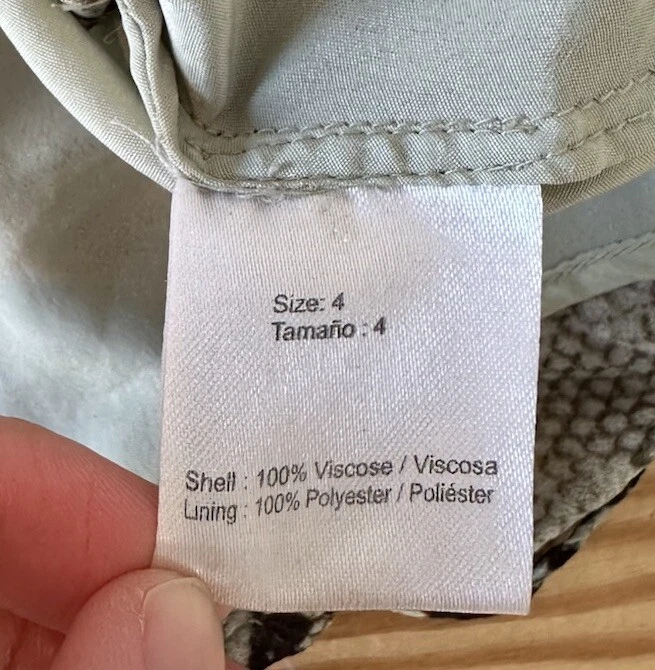 Size: 4
Tamaño : 4
Shell : 100% Viscose / Viscosa
Lining : 100% Polyester / Poliéster